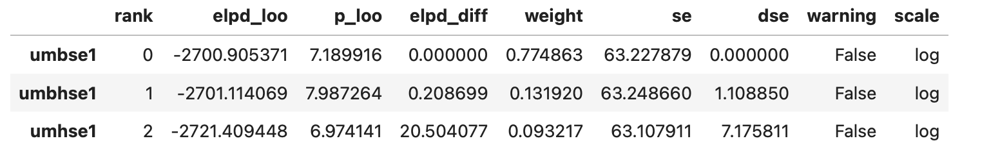 rank elpd_loo p_loo elpd_diff weight se dse warning scale
umbse1 0 -2700.905371 7.189916 0.000000 0.774863 63.227879 0.000000 False log
umbhse1 1 -2701.114069 7.987264 0.208699 0.131920 63.248660 1.108850 False log
umhse1 2 -2721.409448 6.974141 20.504077 0.093217 63.107911 7.175811 False log